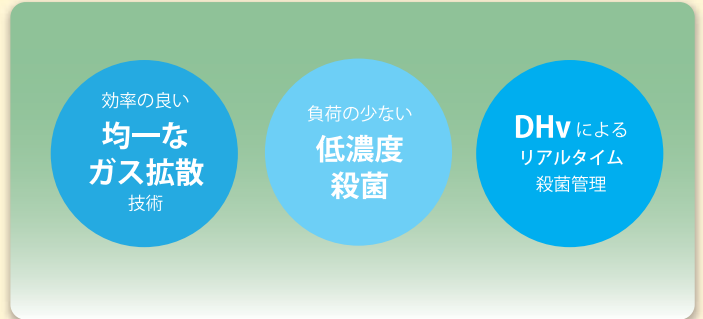 効率の良い
均一な
ガス拡散
技術
負荷の少ない
低濃度
殺菌
DHvによる
リアルタイム
殺菌管理